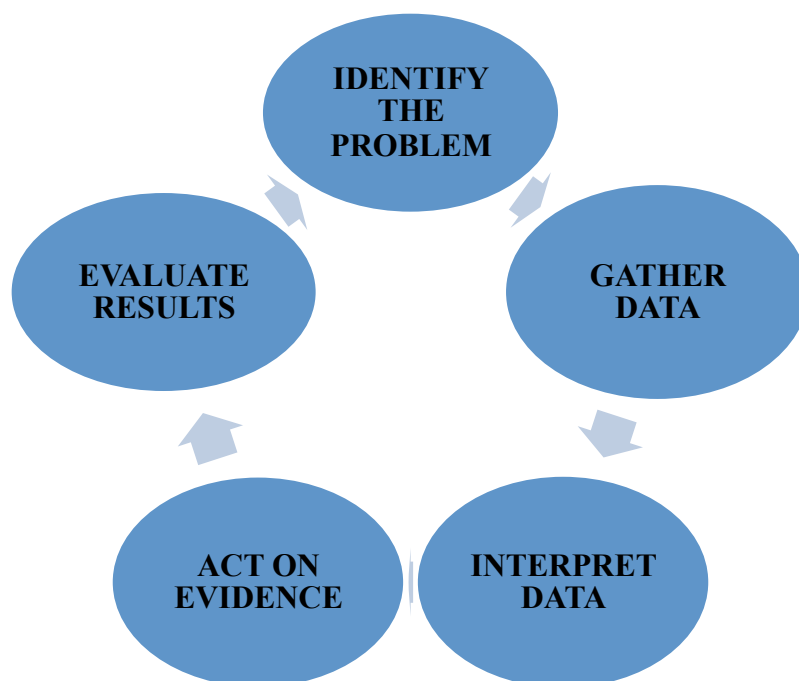 IDENTIFY
THE
PROBLEM
GATHER
DATA
INTERPRET
DATA
ACT ON
EVIDENCE
EVALUATE
RESULTS